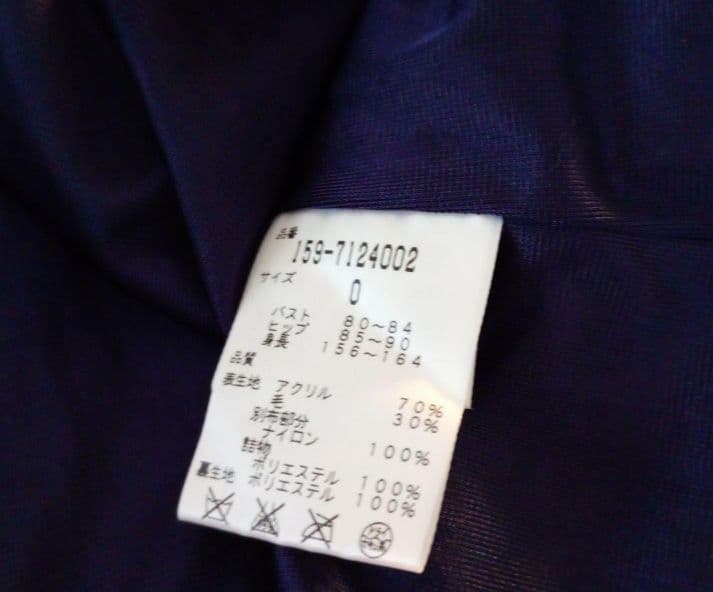 品番
159-7124002
サイズ
0
バスト 80～84
ヒップ 85～90
身長 156～164
品質
表生地 アクリル 70%
毛 30%
別布部分
ナイロン 100%
詰物
ポリエステル 100%
裏生地 ポリエステル 100%